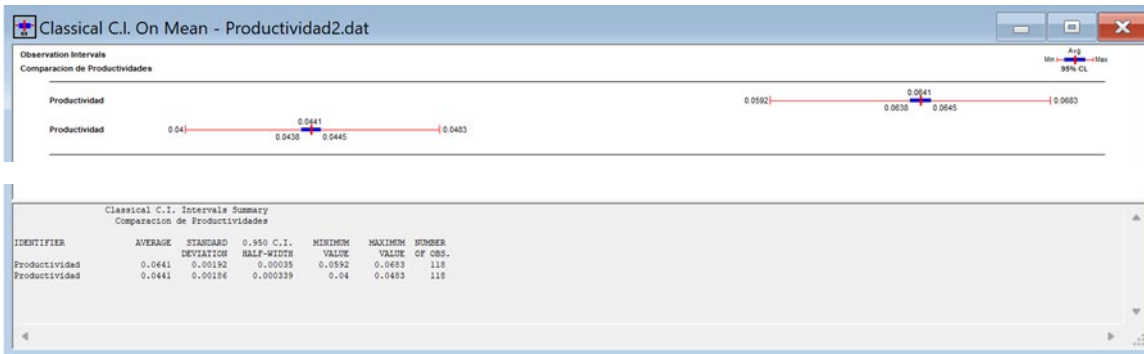 Classical C.I. On Mean - Productividad2.dat
Observation Intervals
Comparacion de Productividades
Avg
Min Max
95% CL
Productividad
0.0592 0.0641 0.0683
0.0638 0.0645
Productividad
0.04 0.0441 0.0483
0.0438 0.0445
Classical C.I. Intervals Summary
Comparacion de Productividades
IDENTIFIER AVERAGE STANDARD 0.950 C.I. MINIMUM MAXIMUM NUMBER
DEVIATION HALF-WIDTH VALUE VALUE OF OBS.
Productividad 0.0641 0.00192 0.00035 0.0592 0.0683 118
Productividad 0.0441 0.00186 0.000339 0.04 0.0483 118